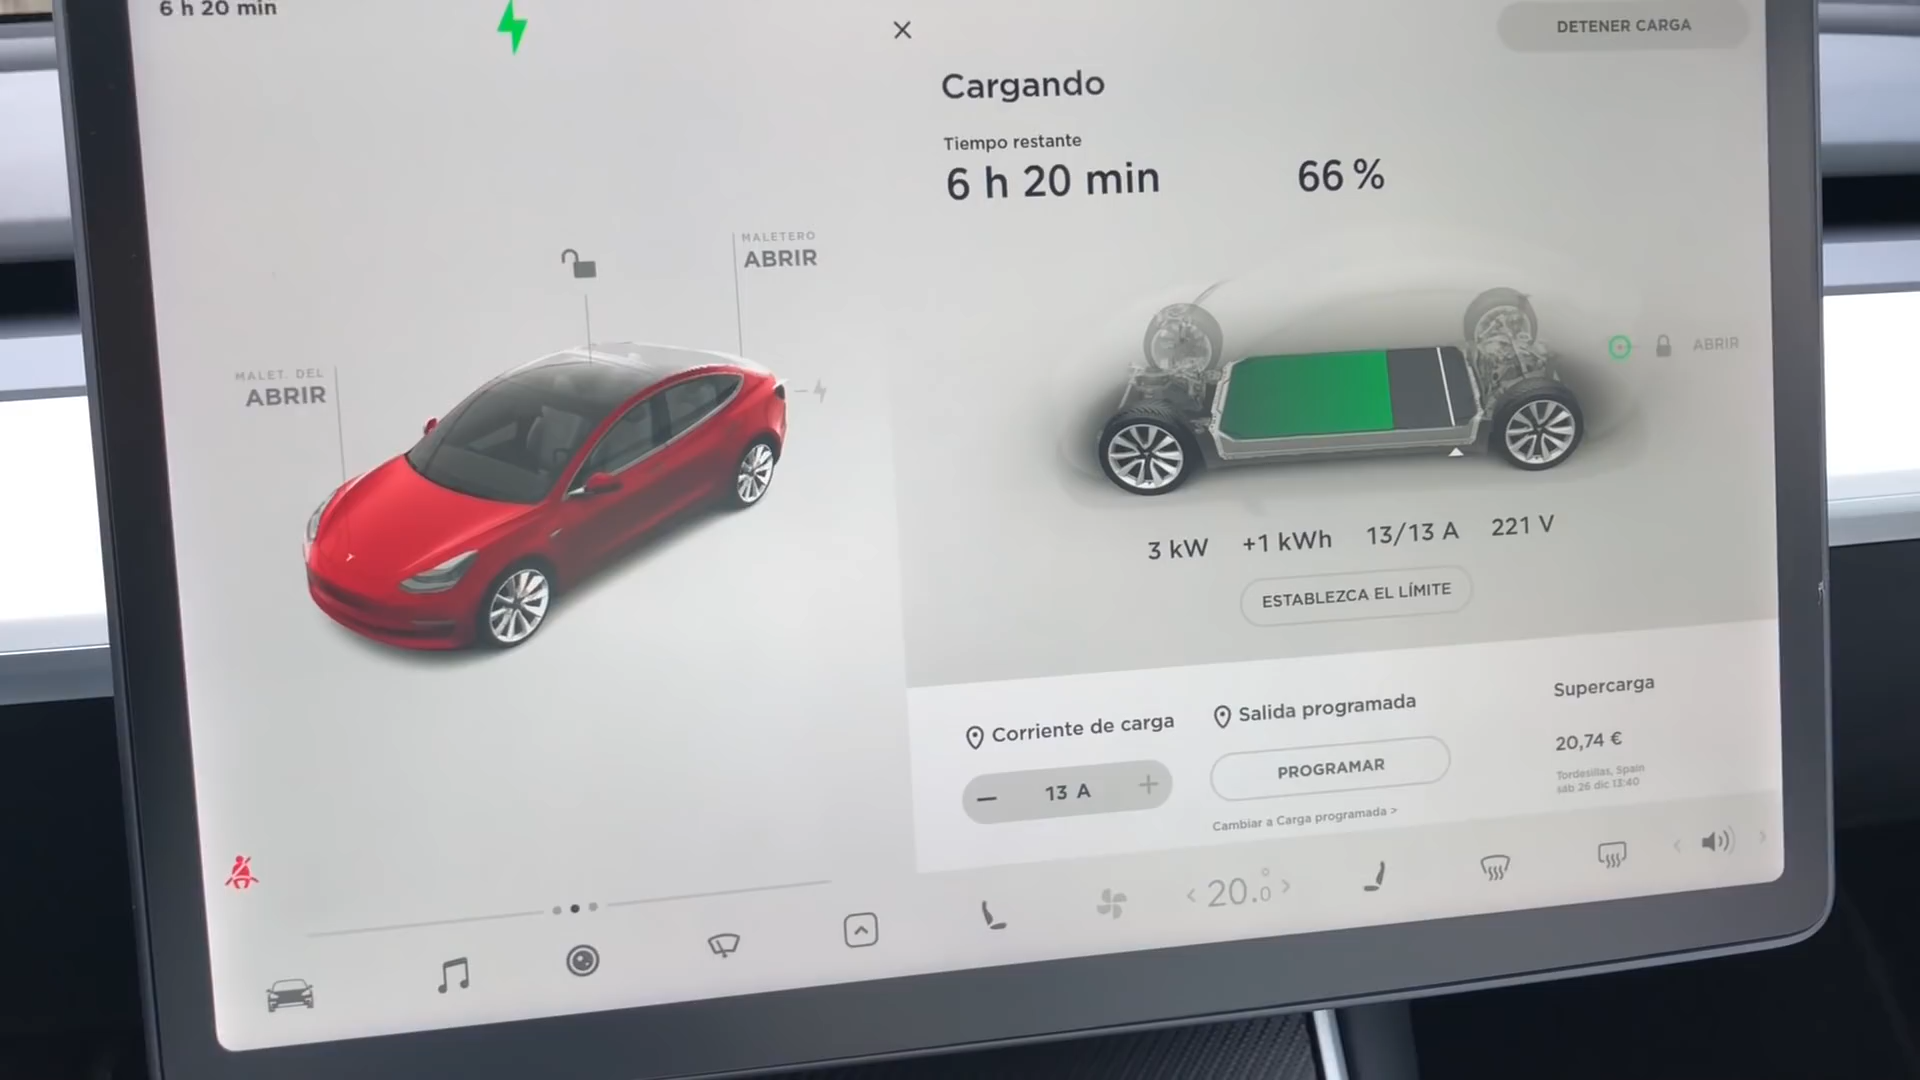 6 h 20 min
DETENER CARGA
Cargando
Tiempo restante
6 h 20 min
66 %
MALETERO
ABRIR
MALET. DEL
ABRIR
ABRIR
3 kW +1 kWh 13/13 A 221 V
ESTABLEZCA EL LÍMITE
Corriente de carga
13 A
Salida programada
PROGRAMAR
Cambiar a Carga programada >
Supercarga
20,74 €
Tordesillas, Spain
sáb 26 dic 13:40
20.0